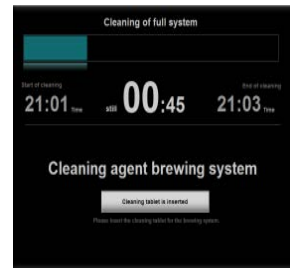 Cleaning of full system
Start of cleaning
End of cleaning
21:01 Time
still 00:45
21:03 Time
Cleaning agent brewing system
Cleaning tablet is inserted
Please insert the cleaning tablet for the brewing system.